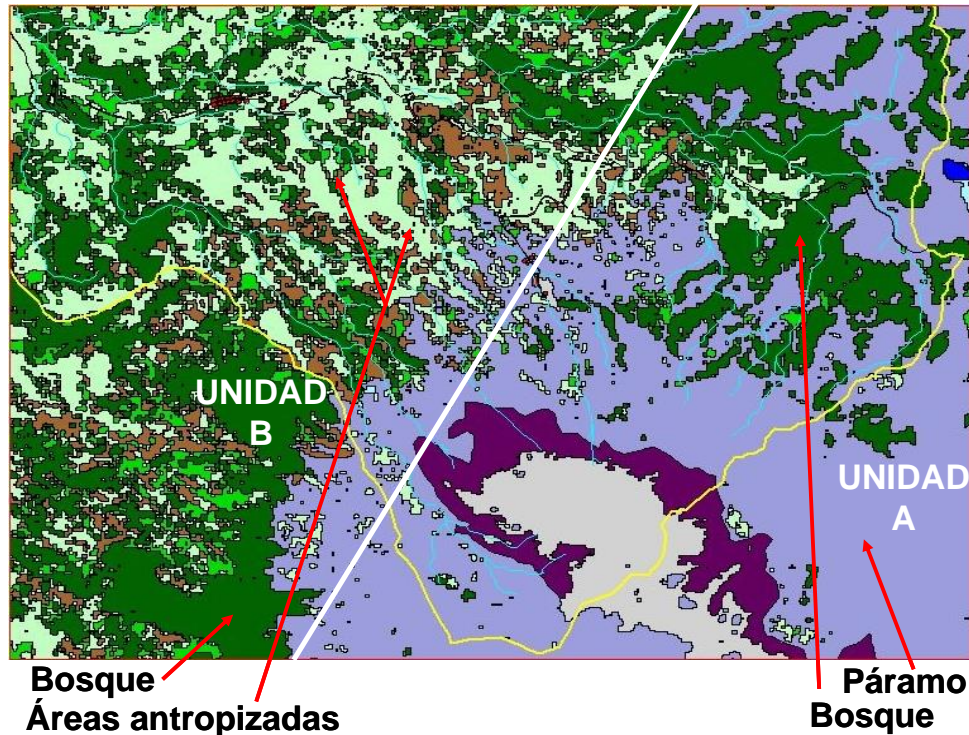 UNIDAD
B
UNIDAD
A
Bosque
Áreas antropizadas
Páramo
Bosque